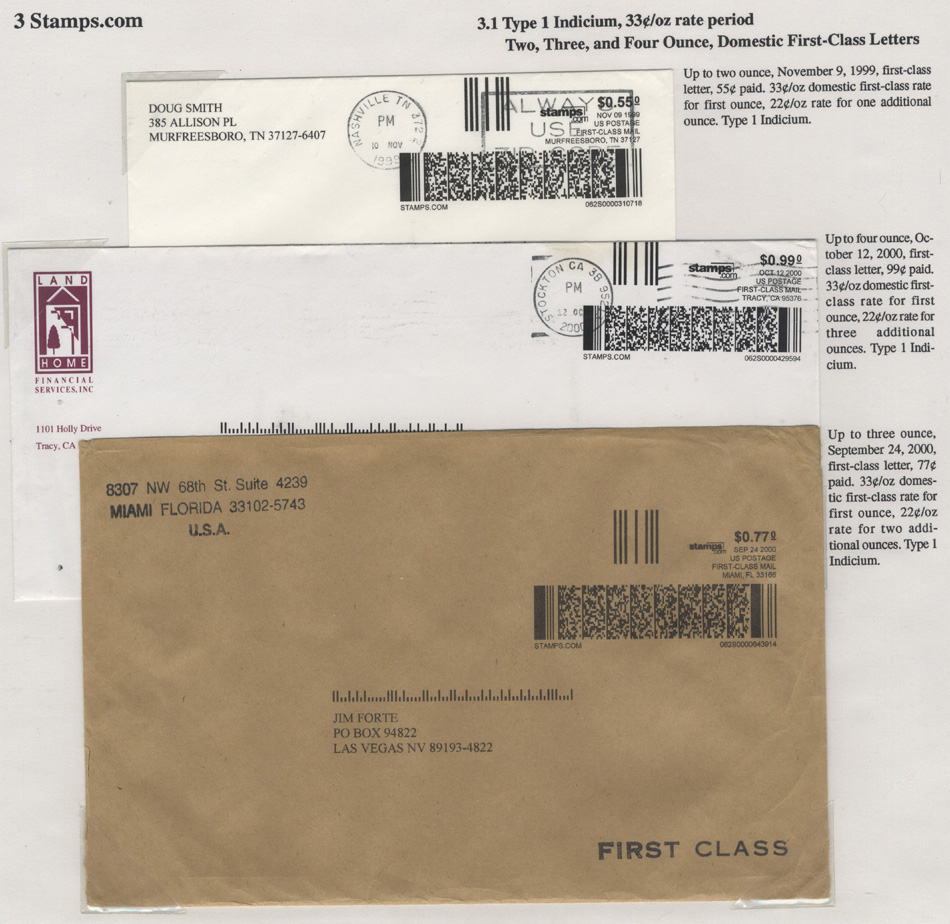 3 Stamps.com
3.1 Type 1 Indicium, 33¢/oz rate period
Two, Three, and Four Ounce, Domestic First-Class Letters
Up to two ounce, November 9, 1999, first-class
letter, 55¢ paid. 33¢/oz domestic first-class rate
for first ounce, 22¢/oz rate for one additional
ounce. Type 1 Indicium.
DOUG SMITH
385 ALLISON PL
MURFREESBORO, TN 37127-6407
NASHVILLE TN
PM
10 NOV
1999
ALWAYS
USE
stamps.com
$0.550
NOV 09 1999
US POSTAGE
FIRST-CLASS MAIL
MURFREESBORO, TN 37127
STAMPS.COM
062S0000310718
Up to four ounce, Oc-
tober 12, 2000, first-
class letter, 99¢ paid.
33¢/oz domestic first-
class rate for first
ounce, 22¢/oz rate for
three additional
ounces. Type 1 Indi-
cium.
LAND
HOME
FINANCIAL
SERVICES, INC
1101 Holly Drive
Tracy, CA
STOCKTON CA
PM
2000
stamps.com
$0.990
OCT 12 2000
US POSTAGE
FIRST-CLASS MAIL
TRACY, CA 95376
STAMPS.COM
062S0000429594
Up to three ounce,
September 24, 2000,
first-class letter, 77¢
paid. 33¢/oz domes-
tic first-class rate for
first ounce, 22¢/oz
rate for two addi-
tional ounces. Type 1
Indicium.
8307 NW 68th St. Suite 4239
MIAMI FLORIDA 33102-5743
U.S.A.
stamps.com
$0.770
SEP 24 2000
US POSTAGE
FIRST-CLASS MAIL
MIAMI, FL 33166
STAMPS.COM
062S0000643914
JIM FORTE
PO BOX 94822
LAS VEGAS NV 89193-4822
FIRST CLASS